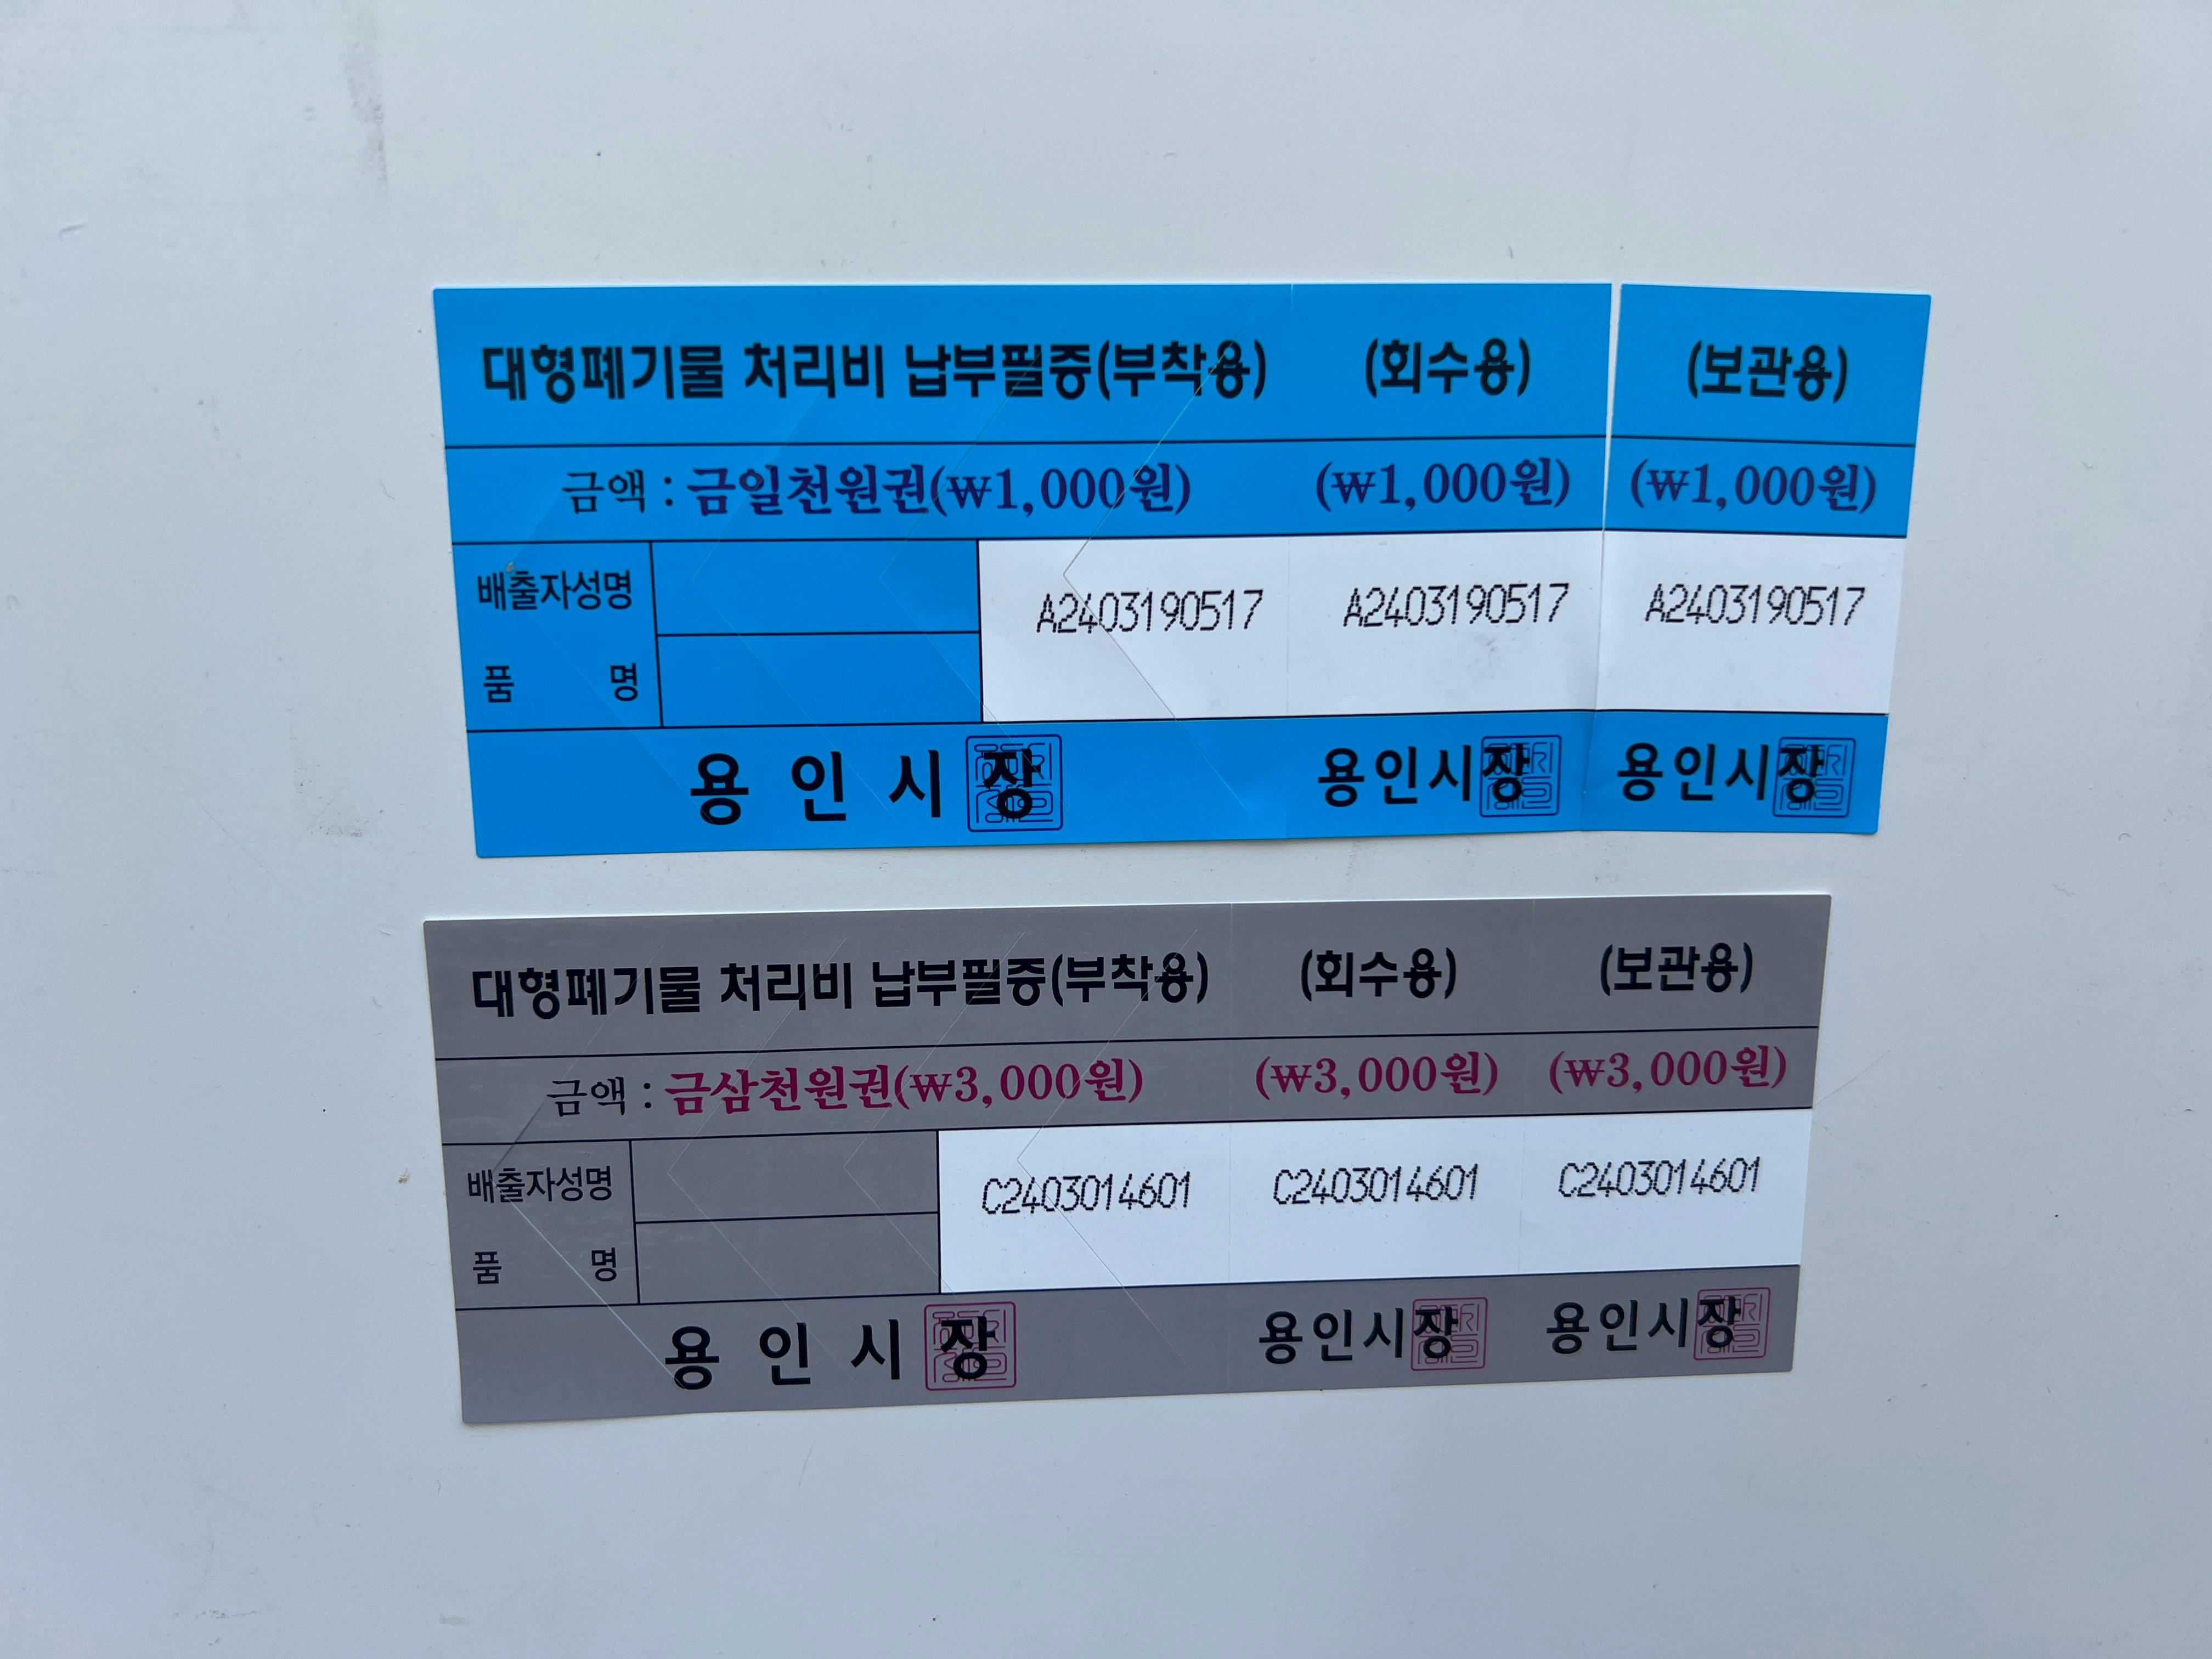 대형폐기물 처리비 납부필증(부착용) (회수용) (보관용)
금액 : 금일천원권(₩1,000원) (₩1,000원) (₩1,000원)
배출자성명 A2403190517 A2403190517 A2403190517
품 명
용 인 시 장 용인시장 용인시장
대형폐기물 처리비 납부필증(부착용) (회수용) (보관용)
금액 : 금삼천원권(₩3,000원) (₩3,000원) (₩3,000원)
배출자성명 C2403014601 C2403014601 C2403014601
품 명
용 인 시 장 용인시장 용인시장